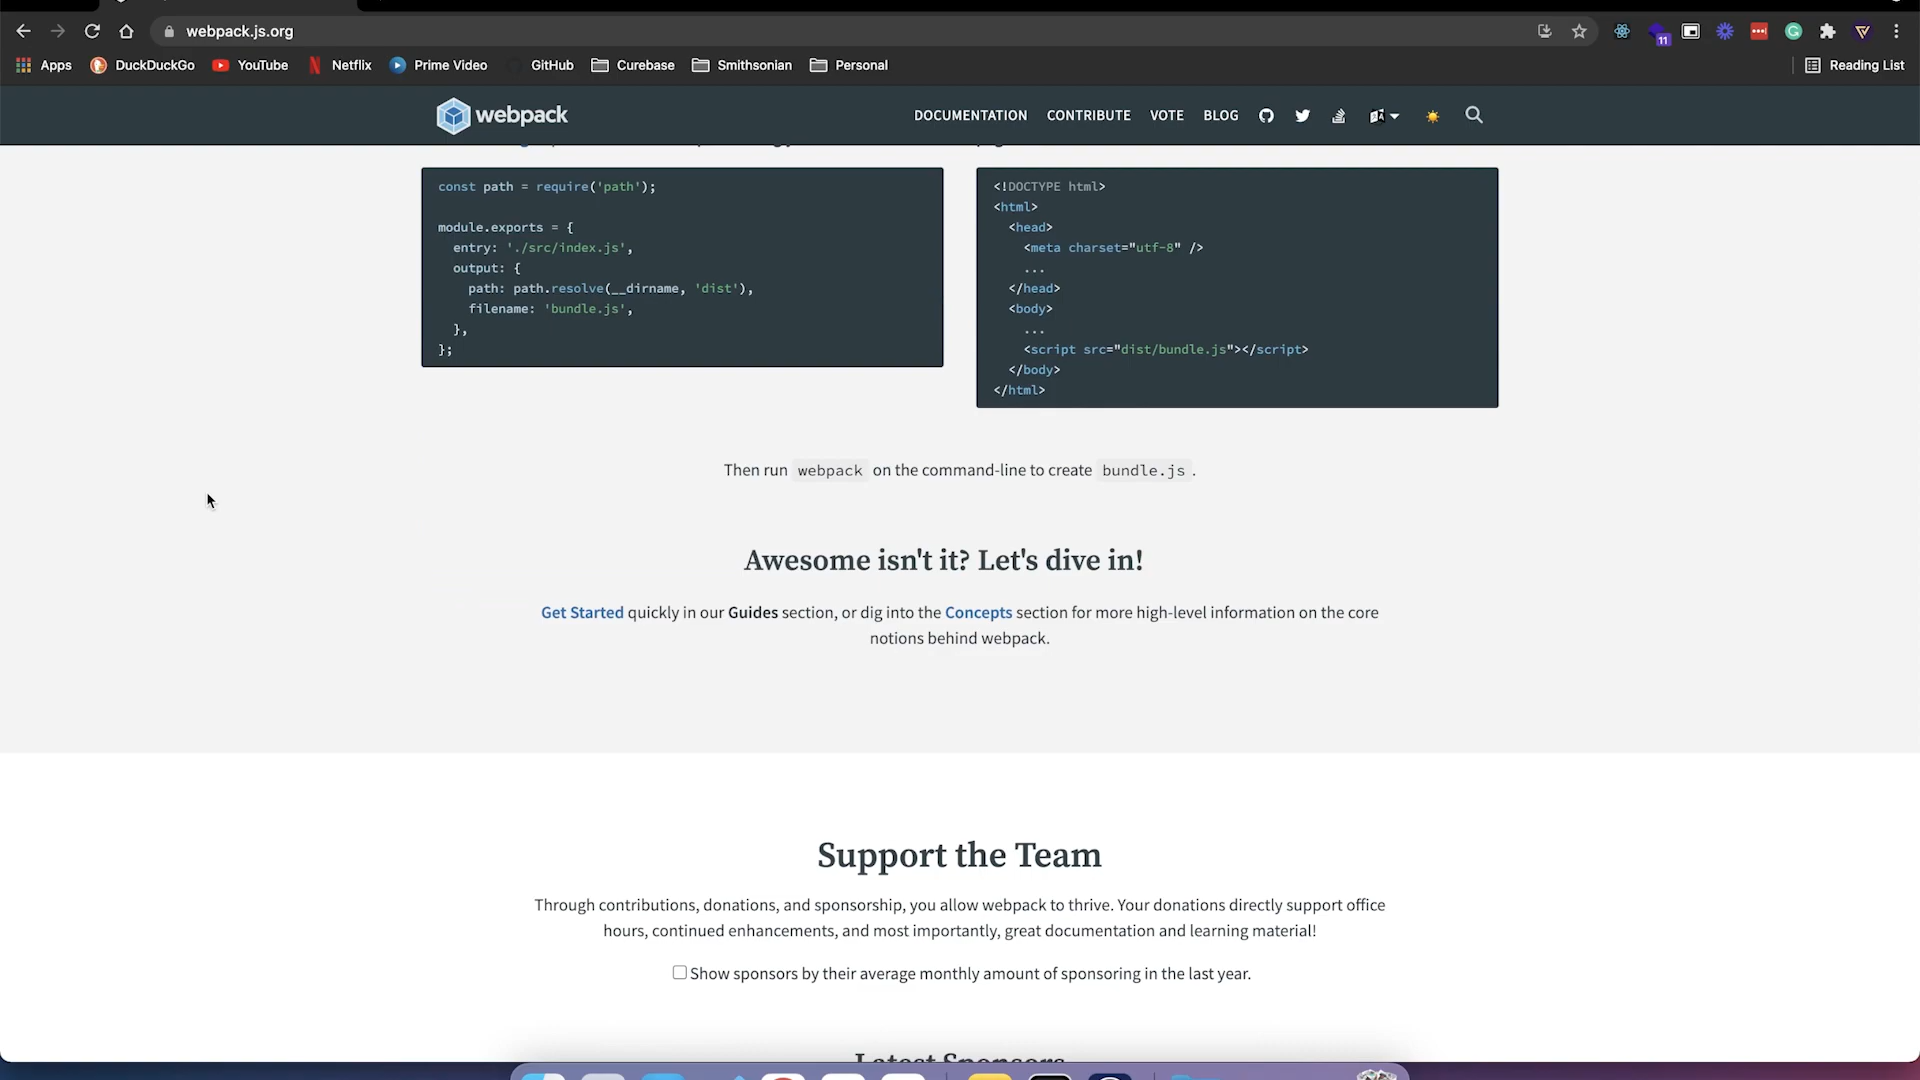 webpack.js.org
11
Apps DuckDuckGo YouTube Netflix Prime Video GitHub Curebase Smithsonian Personal Reading List
webpack DOCUMENTATION CONTRIBUTE VOTE BLOG
const path = require('path');
module.exports = {
entry: './src/index.js',
output: {
path: path.resolve(__dirname, 'dist'),
filename: 'bundle.js',
},
};
<!DOCTYPE html>
<html>
<head>
<meta charset="utf-8" />
...
</head>
<body>
...
<script src="dist/bundle.js"></script>
</body>
</html>
Then run webpack on the command-line to create bundle.js .
Awesome isn't it? Let's dive in!
Get Started quickly in our Guides section, or dig into the Concepts section for more high-level information on the core
notions behind webpack.
Support the Team
Through contributions, donations, and sponsorship, you allow webpack to thrive. Your donations directly support office
hours, continued enhancements, and most importantly, great documentation and learning material!
Show sponsors by their average monthly amount of sponsoring in the last year.
Latest Sponsors